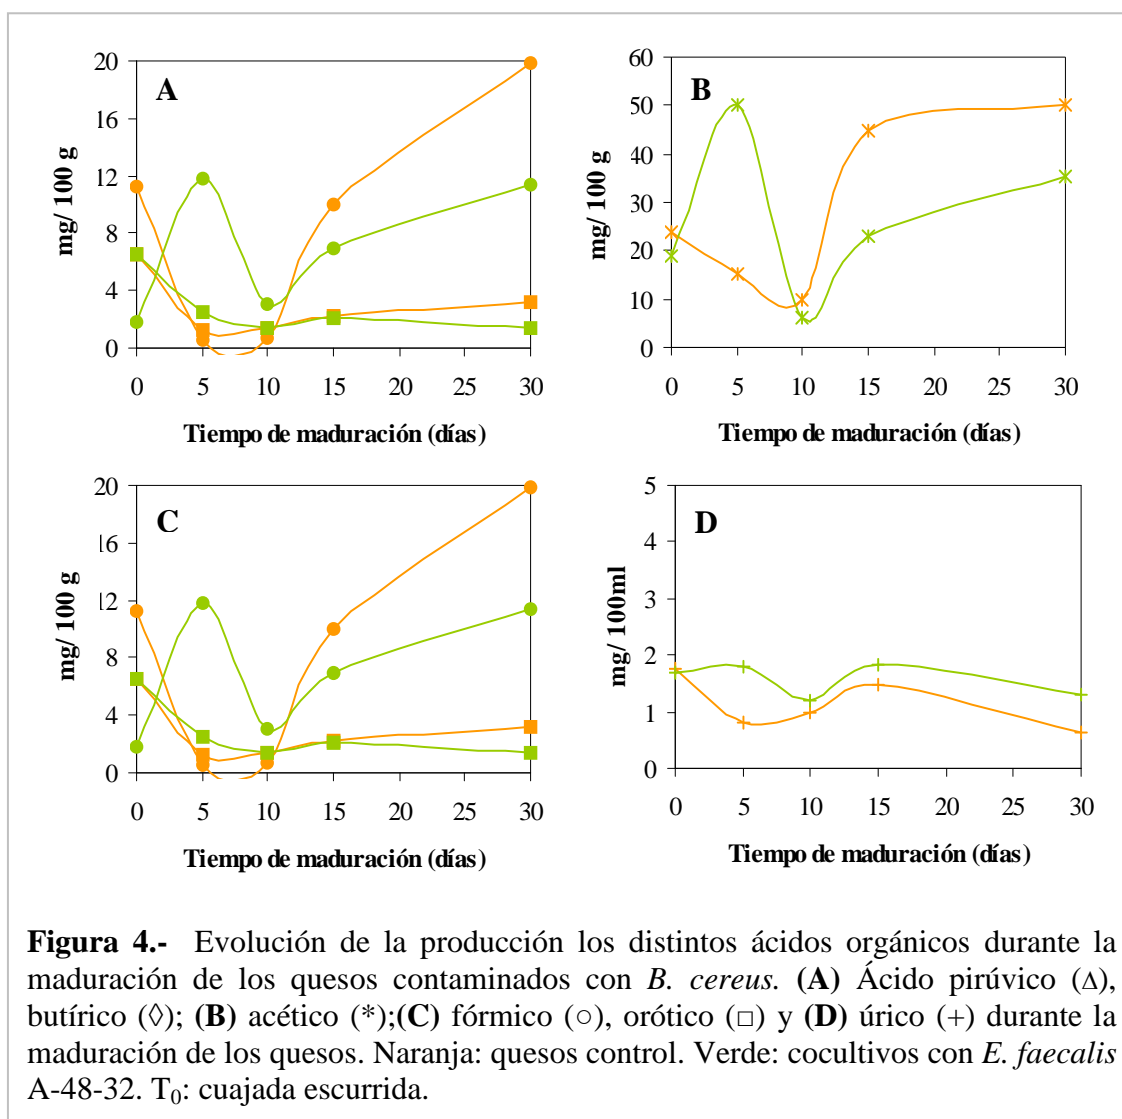 A
mg/ 100 g
20
16
12
8
4
0
0 5 10 15 20 25 30
Tiempo de maduración (días)
B
mg/ 100 g
60
50
40
30
20
10
0
0 5 10 15 20 25 30
Tiempo de maduración (días)
C
mg/ 100 g
20
16
12
8
4
0
0 5 10 15 20 25 30
Tiempo de maduración (días)
D
mg/ 100ml
5
4
3
2
1
0
0 5 10 15 20 25 30
Tiempo de maduración (días)
Figura 4.- Evolución de la producción los distintos ácidos orgánicos durante la
maduración de los quesos contaminados con B. cereus. (A) Ácido pirúvico (Δ),
butírico (◊); (B) acético (*);(C) fórmico (○), orótico (□) y (D) úrico (+) durante la
maduración de los quesos. Naranja: quesos control. Verde: cocultivos con E. faecalis
A-48-32. T₀: cuajada escurrida.